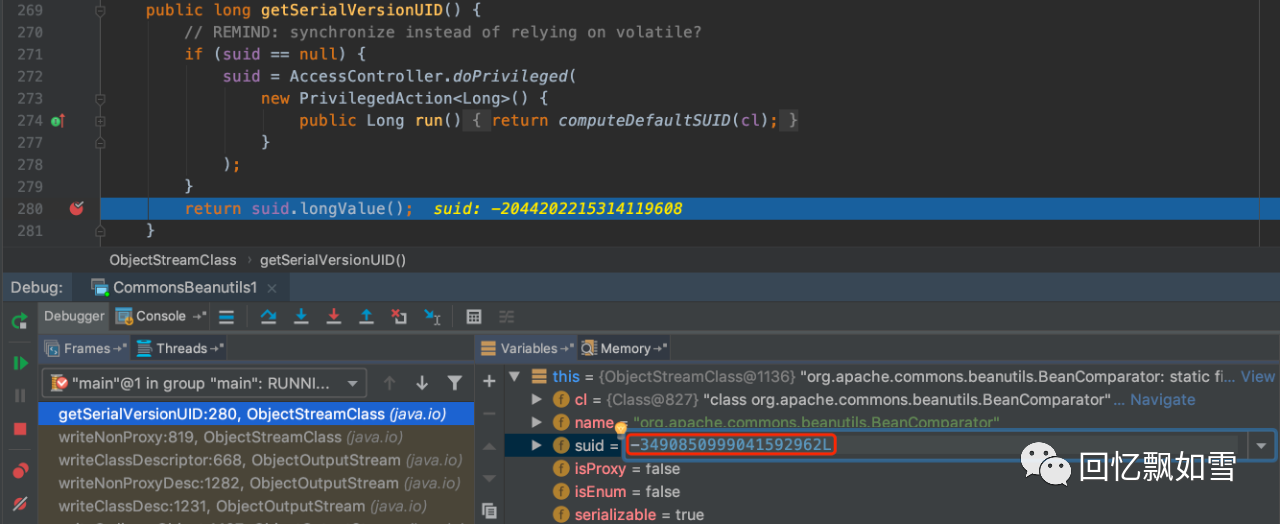 269 public long getSerialVersionUID() {
270 // REMIND: synchronize instead of relying on volatile?
271 if (suid == null) {
272 suid = AccessController.doPrivileged(
273 new PrivilegedAction<Long>() {
274 public Long run() { return computeDefaultSUID(cl); }
277 }
278 );
279 }
280 return suid.longValue(); suid: -2044202215314119608
281 }
ObjectStreamClass › getSerialVersionUID()
Debug: CommonsBeanutils1 ×
Debugger Console
Frames Threads
Variables Memory
"main"@1 in group "main": RUNNI...
getSerialVersionUID:280, ObjectStreamClass (java.io)
writeNonProxy:819, ObjectStreamClass (java.io)
writeClassDescriptor:668, ObjectOutputStream (java.io)
writeNonProxyDesc:1282, ObjectOutputStream (java.io)
writeClassDesc:1231, ObjectOutputStream (java.io)
this = {ObjectStreamClass@1136} "org.apache.commons.beanutils.BeanComparator: static fi... View
cl = {Class@827} "class org.apache.commons.beanutils.BeanComparator"... Navigate
name = "org.apache.commons.beanutils.BeanComparator"
suid = -3490850999041592962L
isProxy = false
isEnum = false
serializable = true
回忆飘如雪